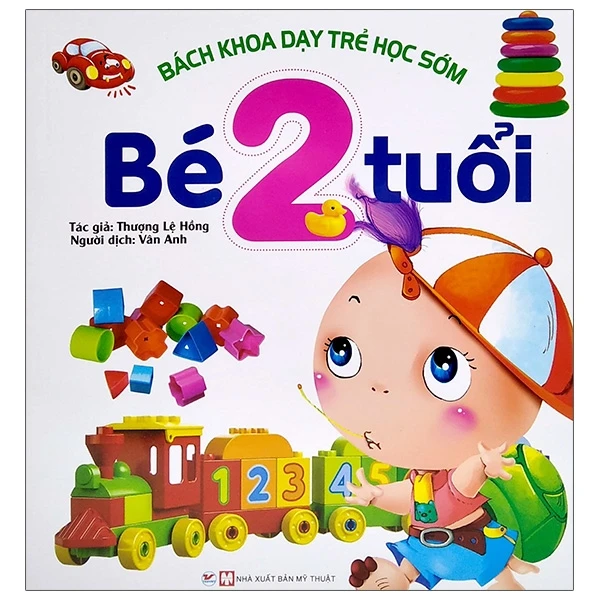 BÁCH KHOA DẠY TRẺ HỌC SỚM
Bé 2 tuổi
Tác giả: Thượng Lệ Hồng
Người dịch: Vân Anh
1 2 3 4 5
NHÀ XUẤT BẢN MỸ THUẬT